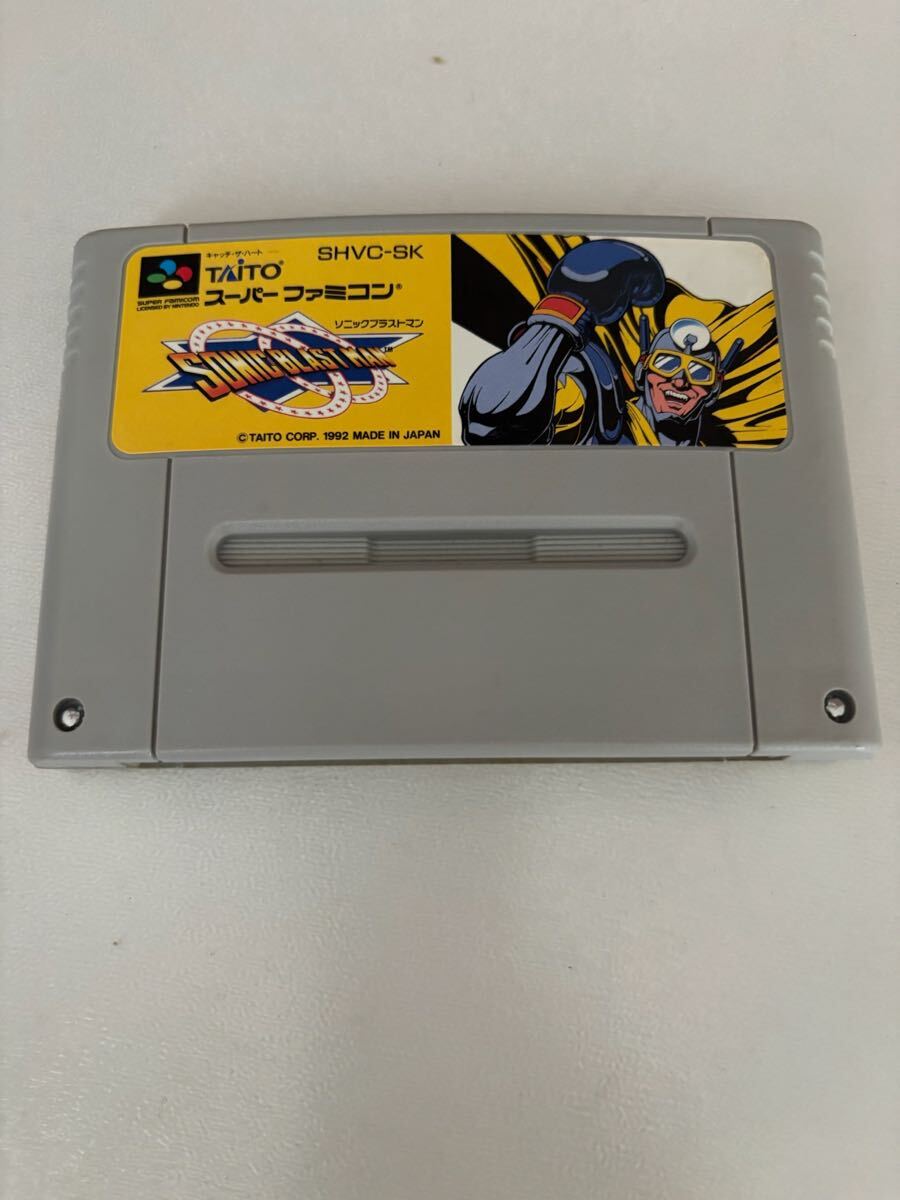 キャッチ・ザ・ハート
TAITO®
SHVC-SK
SUPER FAMICOM
LICENSED BY NINTENDO
スーパーファミコン®
ソニックブラストマン
SONIC BLAST MAN™
©TAITO CORP. 1992 MADE IN JAPAN